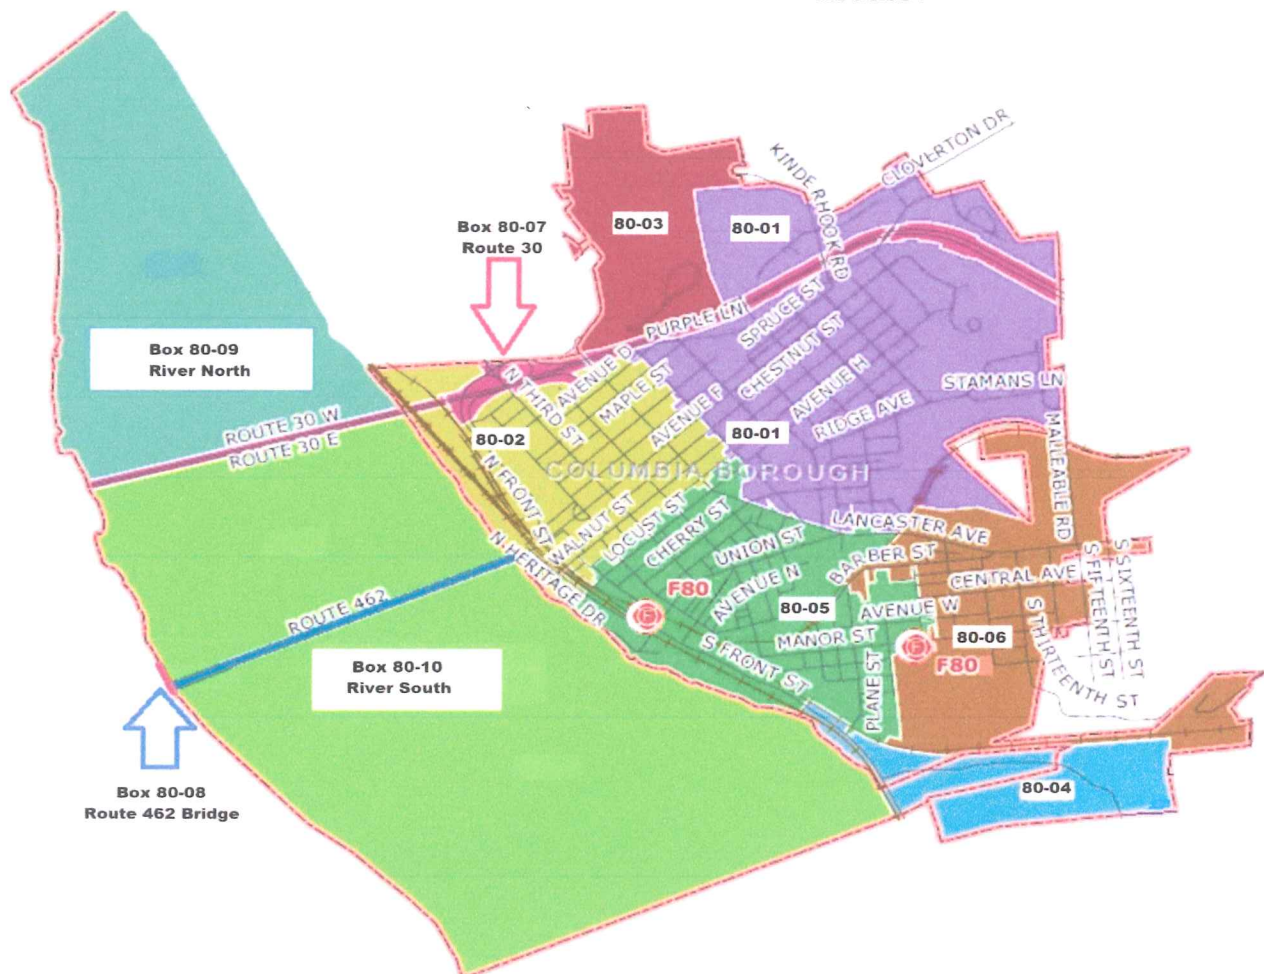 KINDERHOOK RD
CLOVERTON DR
80-03
80-01
Box 80-07
Route 30
PURPLE LN
SPRUCE ST
CHESTNUT ST
AVENUE H
RIDGE AVE
STAMANS LN
MALLEABLE RD
Box 80-09
River North
N THIRD ST
AVENUE D
MAPLE ST
AVENUE F
80-01
80-02
ROUTE 30 W
ROUTE 30 E
COLUMBIA BOROUGH
N FRONT ST
WALNUT ST
LOCUST ST
CHERRY ST
UNION ST
LANCASTER AVE
BARBER ST
N HERITAGE DR
AVENUE N
CENTRAL AVE
S FIFTEENTH ST
S SIXTEENTH ST
ROUTE 462
F80
80-05
AVENUE W
MANOR ST
80-06
F80
S FRONT ST
PLANE ST
S THIRTEENTH ST
Box 80-10
River South
80-04
Box 80-08
Route 462 Bridge